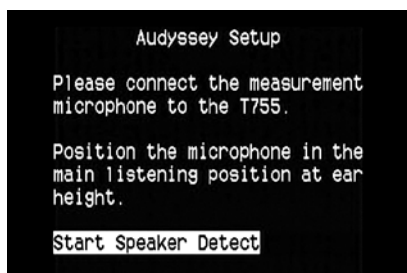 Audyssey Setup
Please connect the measurement
microphone to the T755.
Position the microphone in the
main listening position at ear
height.
Start Speaker Detect